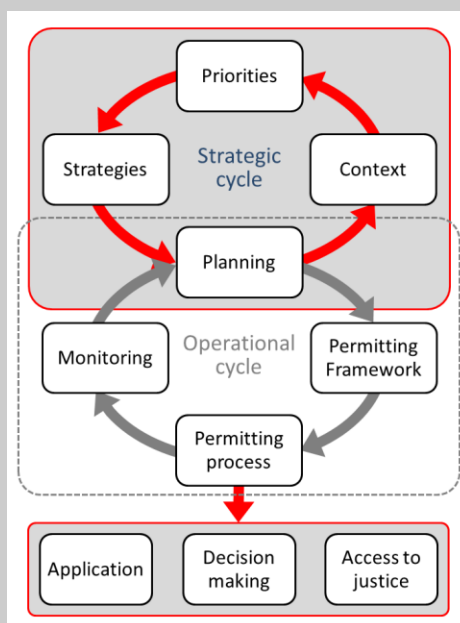 Priorities
Strategies
Strategic
cycle
Context
Planning
Monitoring
Operational
cycle
Permitting
Framework
Permitting
process
Application
Decision
making
Access to
justice